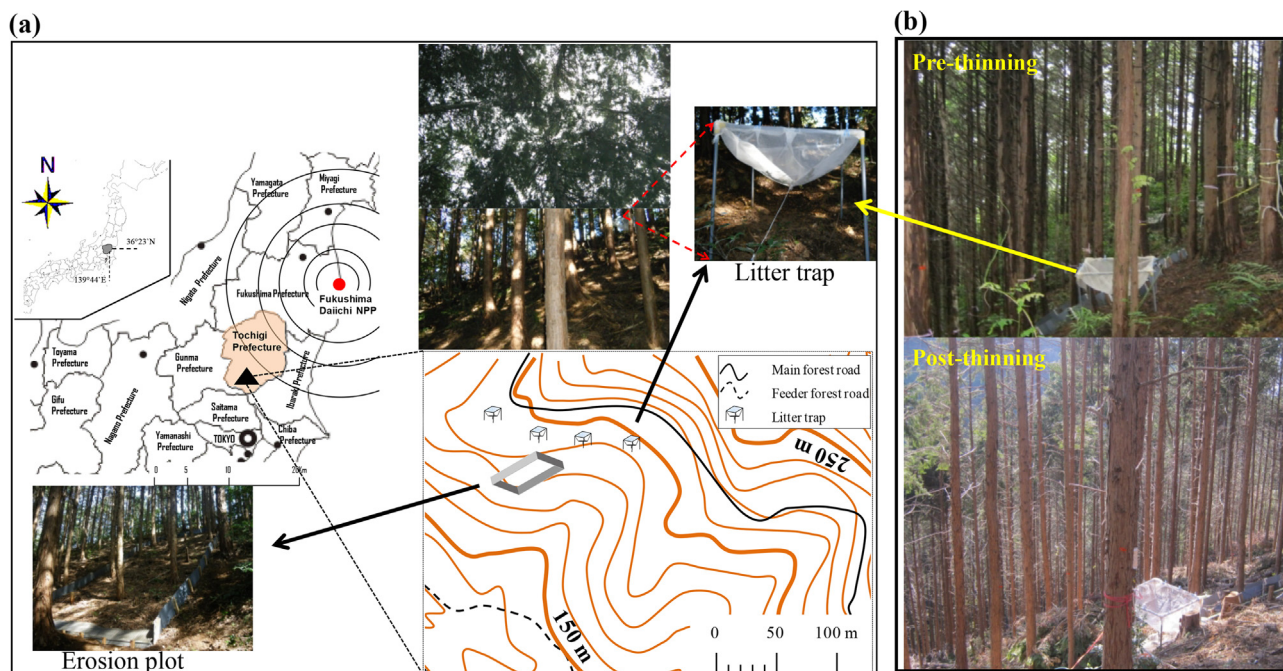 (a)
(b)
N
36°23´N
139°44´E
Yamagata
Prefecture
Miyagi
Prefecture
Niigata Prefecture
Fukushima Prefecture
Fukushima
Daiichi NPP
Tochigi
Prefecture
Toyama
Prefecture
Gunma
Prefecture
Ibaraki Prefecture
Gifu
Prefecture
Nagano Prefecture
Saitama
Prefecture
Yamanashi
Prefecture
TOKYO
Chiba
Prefecture
0 5 10 20Km
Erosion plot
Litter trap
Main forest road
Feeder forest road
Litter trap
250 m
150 m
0 50 100 m
Pre-thinning
Post-thinning